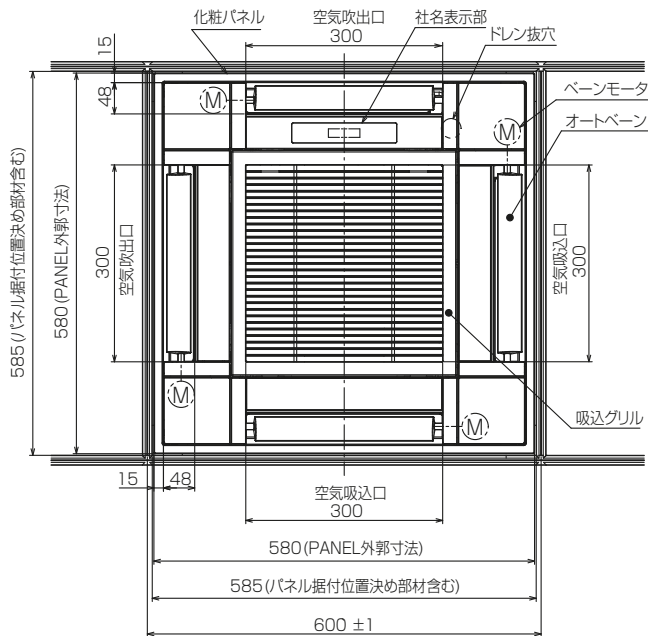 化粧パネル
空気吹出口
300
社名表示部
ドレン抜穴
ベーンモータ
オートベーン
15
48
M
M
585(パネル据付位置決め部材含む)
580(PANEL外郭寸法)
300
空気吹出口
空気吸込口
300
M
M
吸込グリル
15
48
空気吸込口
300
580(PANEL外郭寸法)
585(パネル据付位置決め部材含む)
600 ±1